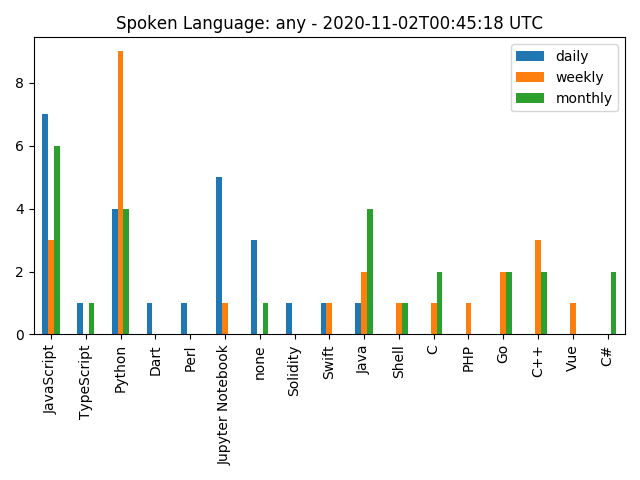 Spoken Language: any - 2020-11-02T00:45:18 UTC
daily
weekly
monthly
8
6
4
2
0
JavaScript
TypeScript
Python
Dart
Perl
Jupyter Notebook
none
Solidity
Swift
Java
Shell
C
PHP
Go
C++
Vue
C#